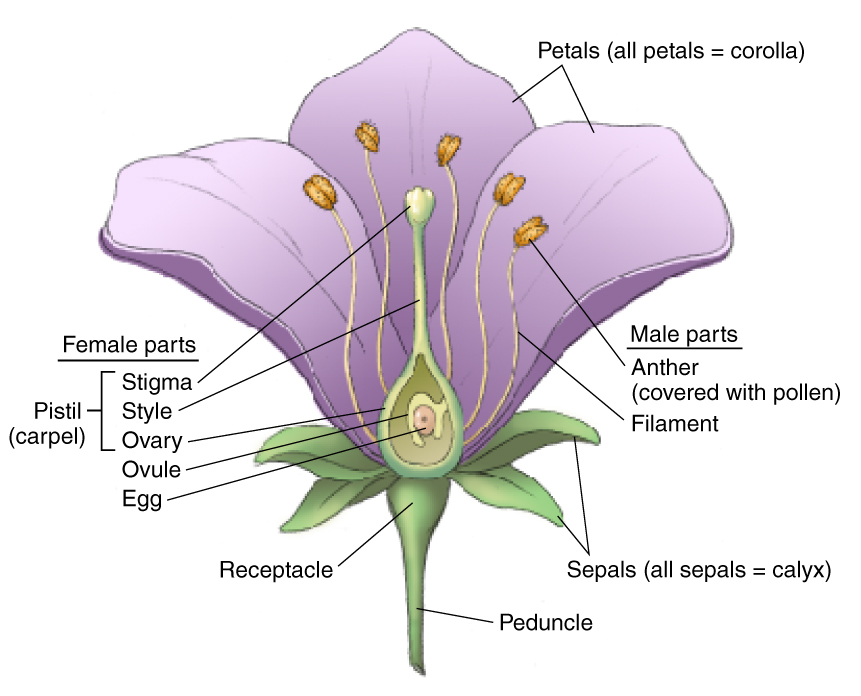 Petals (all petals = corolla)
Female parts
Stigma
Style
Ovary
Pistil
(carpel)
Ovule
Egg
Male parts
Anther
(covered with pollen)
Filament
Receptacle
Sepals (all sepals = calyx)
Peduncle